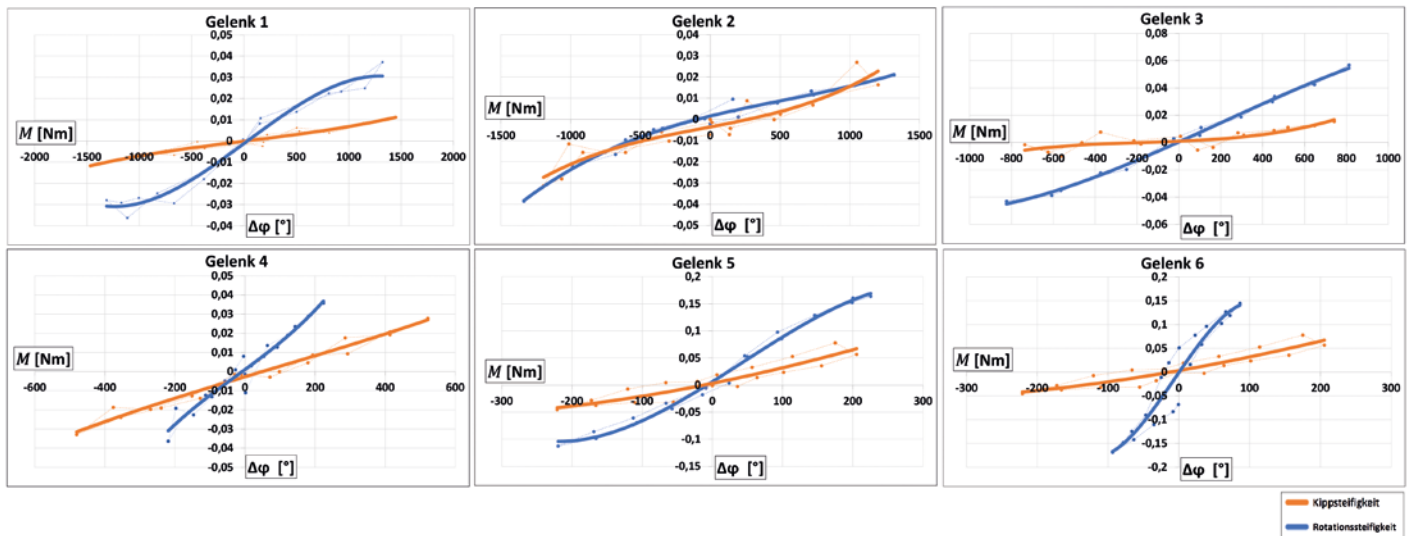 Gelenk 1
0,05
0,04
0,03
0,02
0,01
0
-0,01
-0,02
-0,03
-0,04
M [Nm]
-2000 -1500 -1000 -500 0 500 1000 1500 2000
Δφ [°]
Gelenk 2
0,05
0,04
0,03
0,02
0,01
0
-0,01
-0,02
-0,03
-0,04
-0,05
M [Nm]
-1500 -1000 -500 0 500 1000 1500
Δφ [°]
Gelenk 3
0,08
0,06
0,04
0,02
0
-0,02
-0,04
-0,06
M [Nm]
-1000 -800 -600 -400 -200 0 200 400 600 800 1000
Δφ [°]
Gelenk 4
0,05
0,04
0,03
0,02
0,01
0
-0,01
-0,02
-0,03
-0,04
-0,05
M [Nm]
-600 -400 -200 0 200 400 600
Δφ [°]
Gelenk 5
0,2
0,15
0,1
0,05
0
-0,05
-0,1
-0,15
M [Nm]
-300 -200 -100 0 100 200 300
Δφ [°]
Gelenk 6
0,2
0,15
0,1
0,05
0
-0,05
-0,1
-0,15
-0,2
M [Nm]
-300 -200 -100 0 100 200 300
Δφ [°]
Kippsteifigkeit
Rotationssteifigkeit